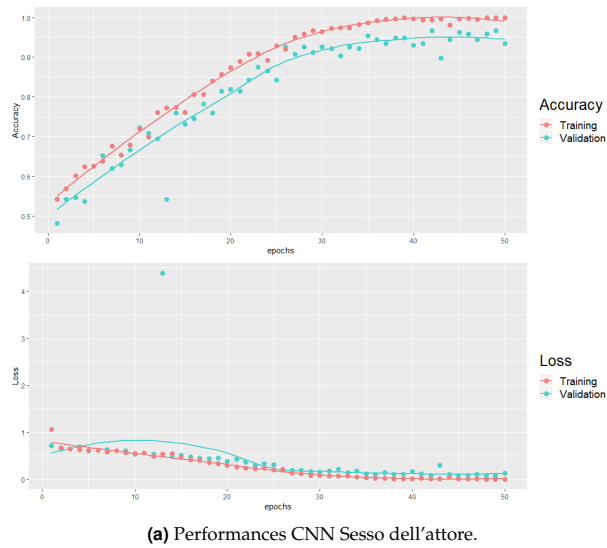 1.0
0.9
0.8
0.7
0.6
0.5
Accuracy
0
10
20
30
40
50
epochs
Accuracy
Training
Validation
4
3
2
1
0
Loss
0
10
20
30
40
50
epochs
Loss
Training
Validation
(a) Performances CNN Sesso dell'attore.